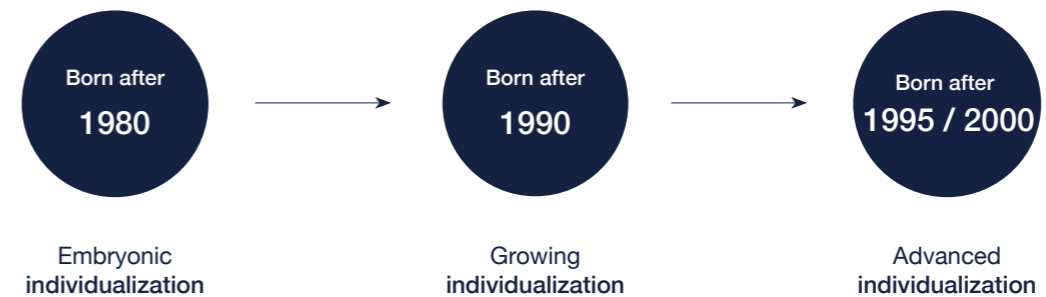 Born after
1980
Born after
1990
Born after
1995 / 2000
Embryonic
individualization
Growing
individualization
Advanced
individualization